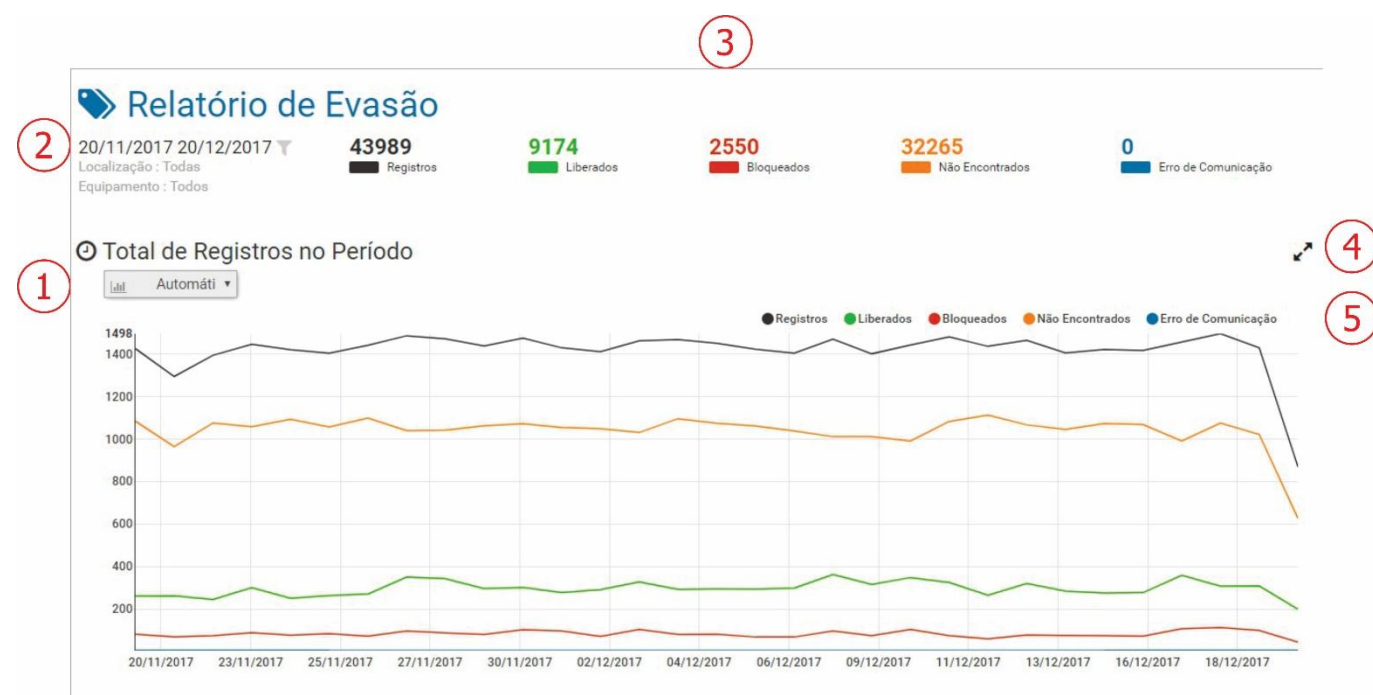 3
Relatório de Evasão
2
20/11/2017 20/12/2017
43989
9174
2550
32265
0
Localização : Todas
Registros
Liberados
Bloqueados
Não Encontrados
Erro de Comunicação
Equipamento : Todos
Total de Registros no Período
4
1
Automáti
Registros Liberados Bloqueados Não Encontrados Erro de Comunicação
5
1498
1400
1200
1000
800
600
400
200
20/11/2017 23/11/2017 25/11/2017 27/11/2017 30/11/2017 02/12/2017 04/12/2017 06/12/2017 09/12/2017 11/12/2017 13/12/2017 16/12/2017 18/12/2017